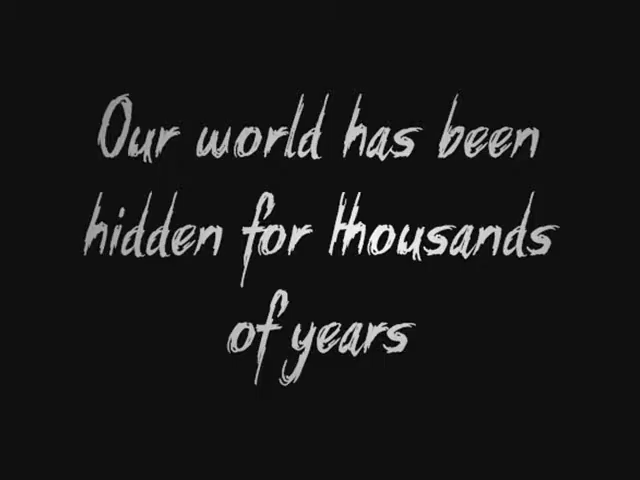 Our world has been
hidden for thousands
of years